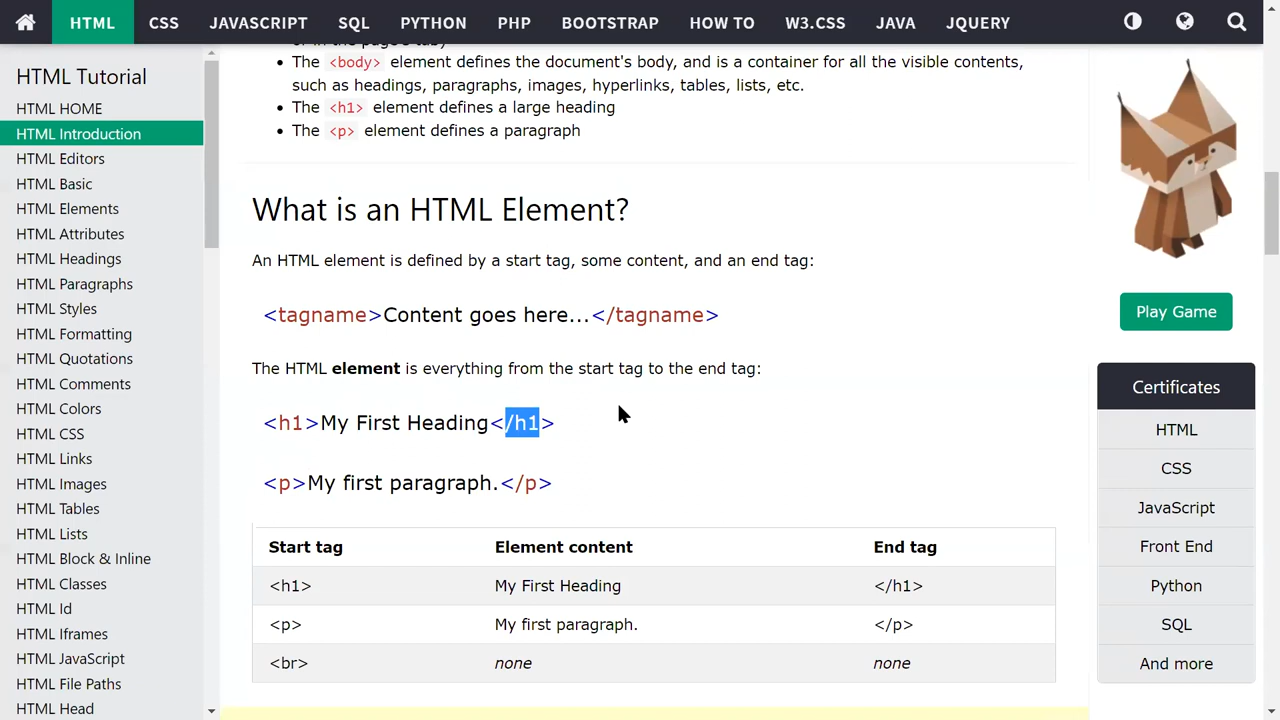 HTML CSS JAVASCRIPT SQL PYTHON PHP BOOTSTRAP HOW TO W3.CSS JAVA JQUERY
HTML Tutorial
HTML HOME
HTML Introduction
HTML Editors
HTML Basic
HTML Elements
HTML Attributes
HTML Headings
HTML Paragraphs
HTML Styles
HTML Formatting
HTML Quotations
HTML Comments
HTML Colors
HTML CSS
HTML Links
HTML Images
HTML Tables
HTML Lists
HTML Block & Inline
HTML Classes
HTML Id
HTML Iframes
HTML JavaScript
HTML File Paths
HTML Head
or in the page's tab)
• The <body> element defines the document's body, and is a container for all the visible contents,
such as headings, paragraphs, images, hyperlinks, tables, lists, etc.
• The <h1> element defines a large heading
• The <p> element defines a paragraph
What is an HTML Element?
An HTML element is defined by a start tag, some content, and an end tag:
<tagname>Content goes here...</tagname>
The HTML element is everything from the start tag to the end tag:
<h1>My First Heading</h1>
<p>My first paragraph.</p>
Start tag Element content End tag
<h1> My First Heading </h1>
<p> My first paragraph. </p>
<br> none none
Play Game
Certificates
HTML
CSS
JavaScript
Front End
Python
SQL
And more